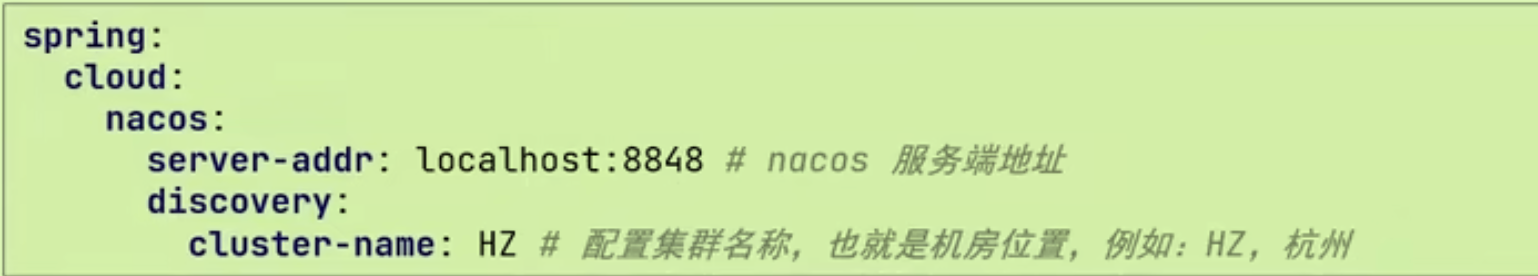 spring:
  cloud:
    nacos:
      server-addr: localhost:8848 # nacos 服务端地址
      discovery:
        cluster-name: HZ # 配置集群名称，也就是机房位置，例如：HZ，杭州